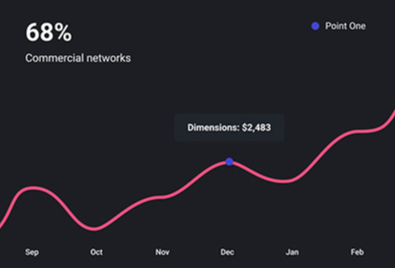 68%
Point One
Commercial networks
Dimensions: $2,483
Sep Oct Nov Dec Jan Feb